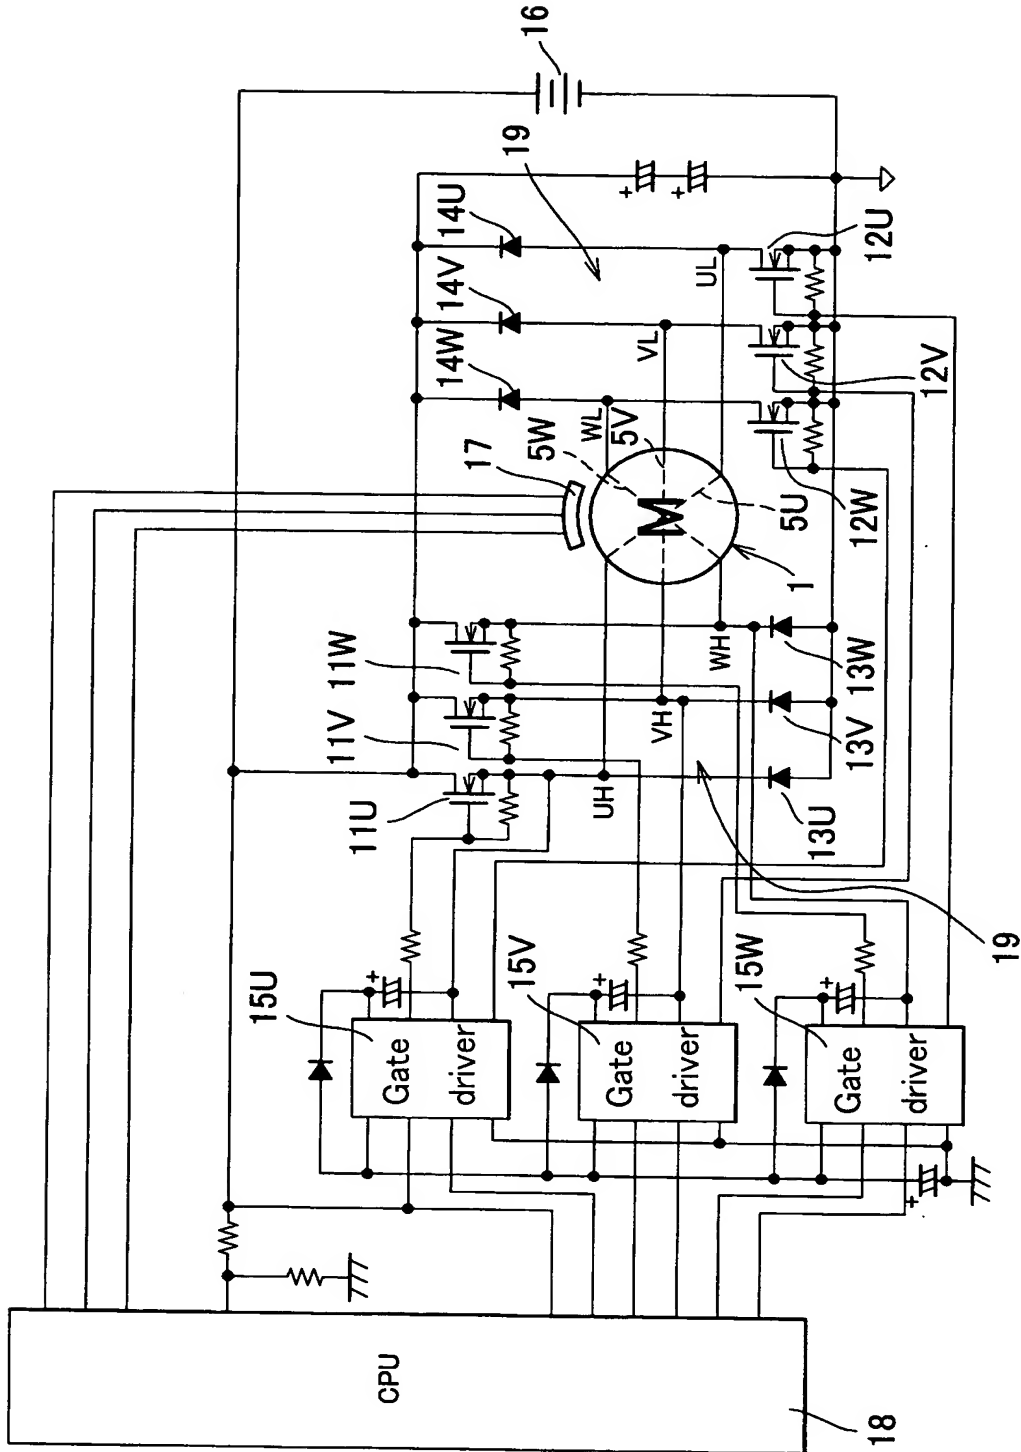 16
19
14U
14V
14W
12U
UL
VL
WL
12V
12W
5W
5V
5U
17
M
1
11W
11V
11U
WH
VH
UH
13W
13V
13U
19
15U
Gate
driver
15V
Gate
driver
15W
Gate
driver
+
+
+
+
+
+
CPU
18